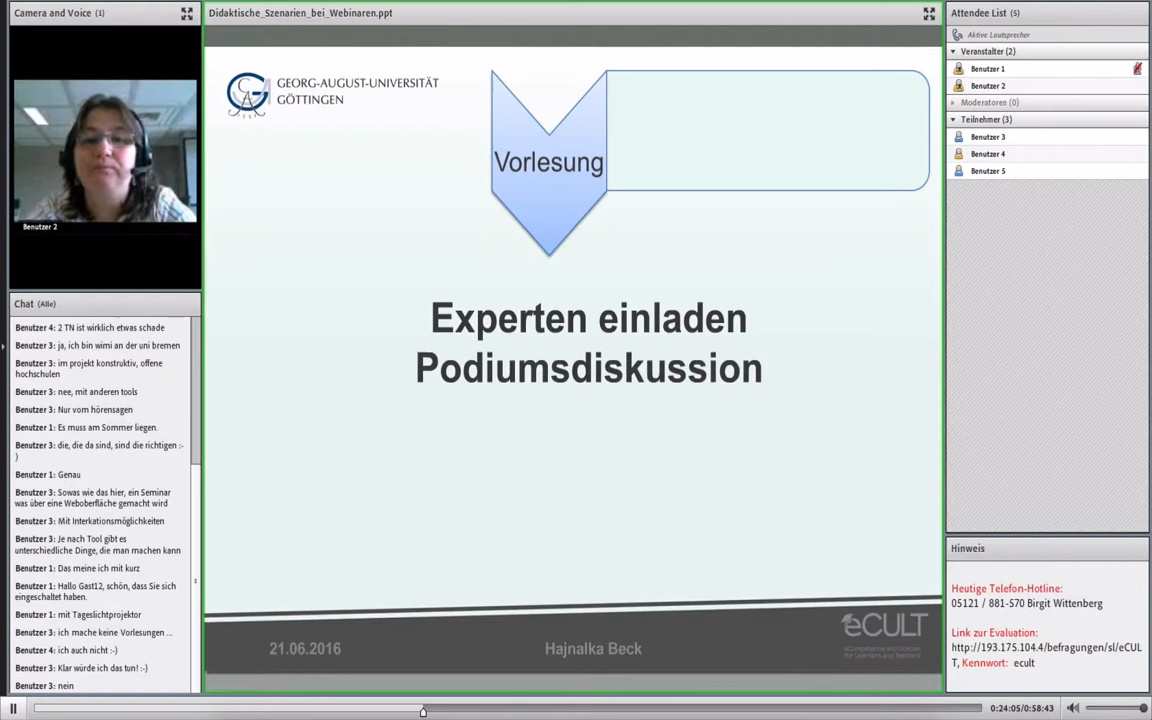 Camera and Voice (1)
Benutzer 2
Chat (Alle)
Benutzer 4: 2 TN ist wirklich etwas schade
Benutzer 3: ja, ich bin wimi an der uni bremen
Benutzer 3: im projekt konstruktiv, offene
hochschulen
Benutzer 3: nee, mit anderen tools
Benutzer 3: Nur vom hörensagen
Benutzer 1: Es muss am Sommer liegen.
Benutzer 3: die, die da sind, sind die richtigen :-
)
Benutzer 1: Genau
Benutzer 3: Sowas wie das hier, ein Seminar
was über eine Weboberfläche gemacht wird
Benutzer 3: Mit Interkationsmöglichkeiten
Benutzer 3: Je nach Tool gibt es
unterschiedliche Dinge, die man machen kann
Benutzer 1: Das meine ich mit kurz
Benutzer 1: Hallo Gast12, schön, dass Sie sich
eingeschaltet haben.
Benutzer 1: mit Tageslichtprojektor
Benutzer 3: ich mache keine Vorlesungen ...
Benutzer 4: ich auch nicht :-)
Benutzer 3: Klar würde ich das tun! :-)
Benutzer 3: nein
Didaktische_Szenarien_bei_Webinaren.ppt
GEORG-AUGUST-UNIVERSITÄT
GÖTTINGEN
Vorlesung
Experten einladen
Podiumsdiskussion
21.06.2016
Hajnalka Beck
eCULT
Attendee List (5)
Aktive Lautsprecher
Veranstalter (2)
Benutzer 1
Benutzer 2
Moderatoren (0)
Teilnehmer (3)
Benutzer 3
Benutzer 4
Benutzer 5
Hinweis
Heutige Telefon-Hotline:
05121 / 881-570 Birgit Wittenberg
Link zur Evaluation:
http://193.175.104.4/befragungen/sl/eCUL
T, Kennwort: ecult
0:24:05/0:58:43